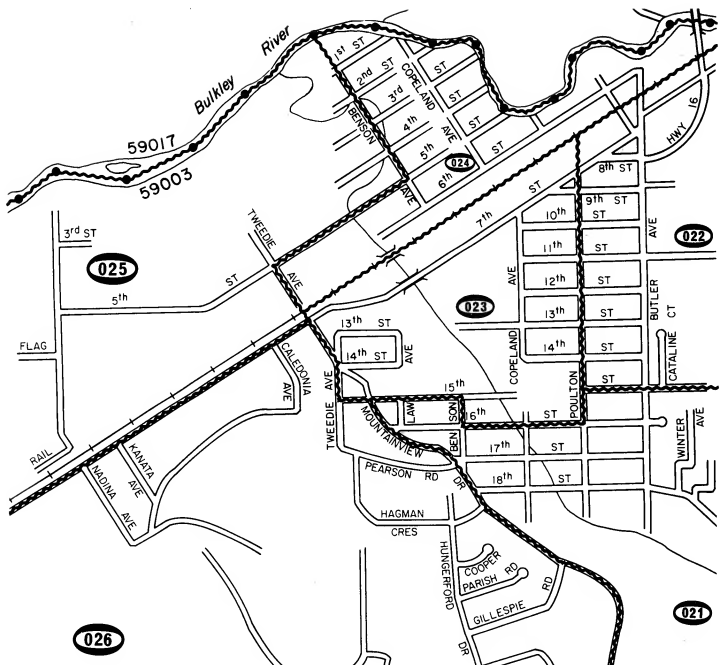 Bulkley River
59017
59003
1st ST
2nd ST
3rd
4th
5th ST
6th ST
COPELAND AVE
BENSON AVE
024
7th ST
HWY 16
8th ST
9th ST
10th ST
11th ST
12th ST
13th ST
14th ST
15th ST
16th ST
17th ST
18th ST
022
023
025
3rd ST
5th ST
TWEEDIE AVE
FLAG
RAIL
13th ST
14th ST
AVE
CALEDONIA AVE
TWEEDIE AVE
COPELAND AVE
POULTON
BUTLER AVE
CATALINE CT
WINTER AVE
LAW
BENSON
MOUNTAINVIEW DR
PEARSON RD
HAGMAN CRES
KANATA AVE
NADINA AVE
HUNGERFORD DR
COOPER
PARISH RD
GILLESPIE RD
021
026